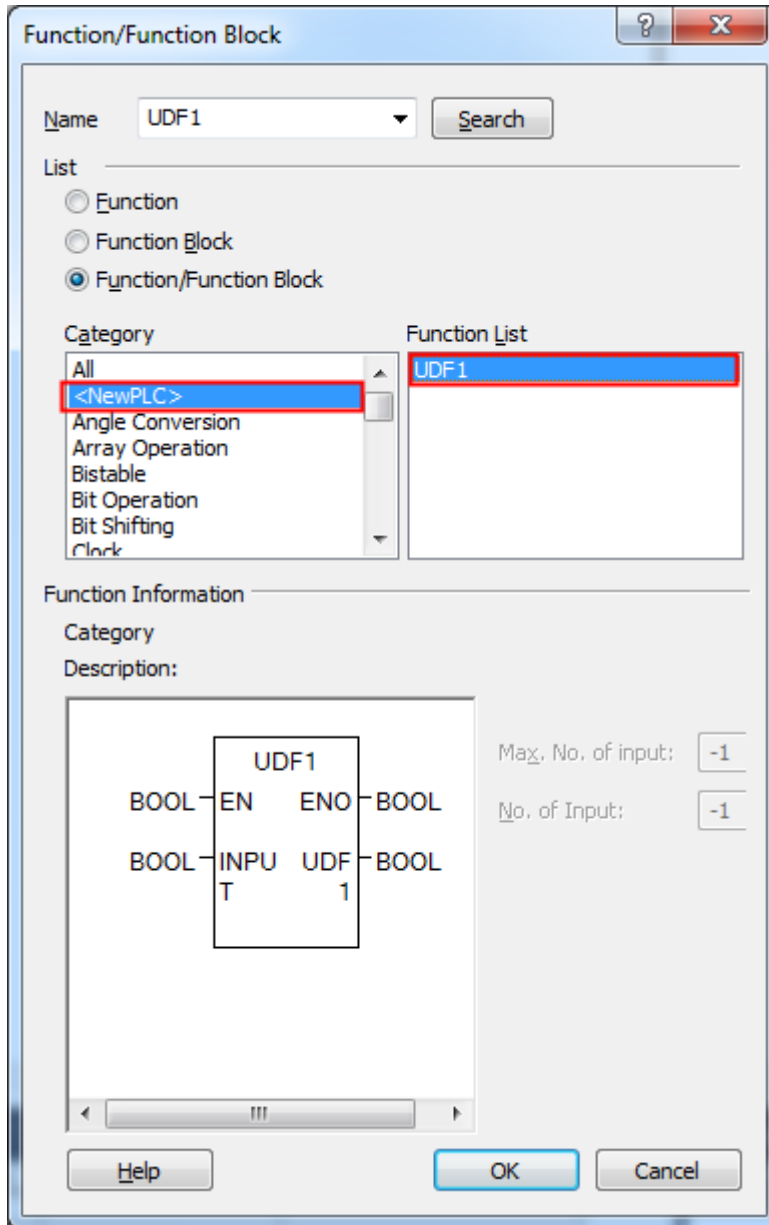 Function/Function Block
Name UDF1 Search
List
Function
Function Block
Function/Function Block
Category Function List
All UDF1
<NewPLC>
Angle Conversion
Array Operation
Bistable
Bit Operation
Bit Shifting
Clock
Function Information
Category
Description:
UDF1
BOOL EN ENO BOOL
BOOL INPU UDF BOOL
T 1
Max. No. of input: -1
No. of Input: -1
Help OK Cancel